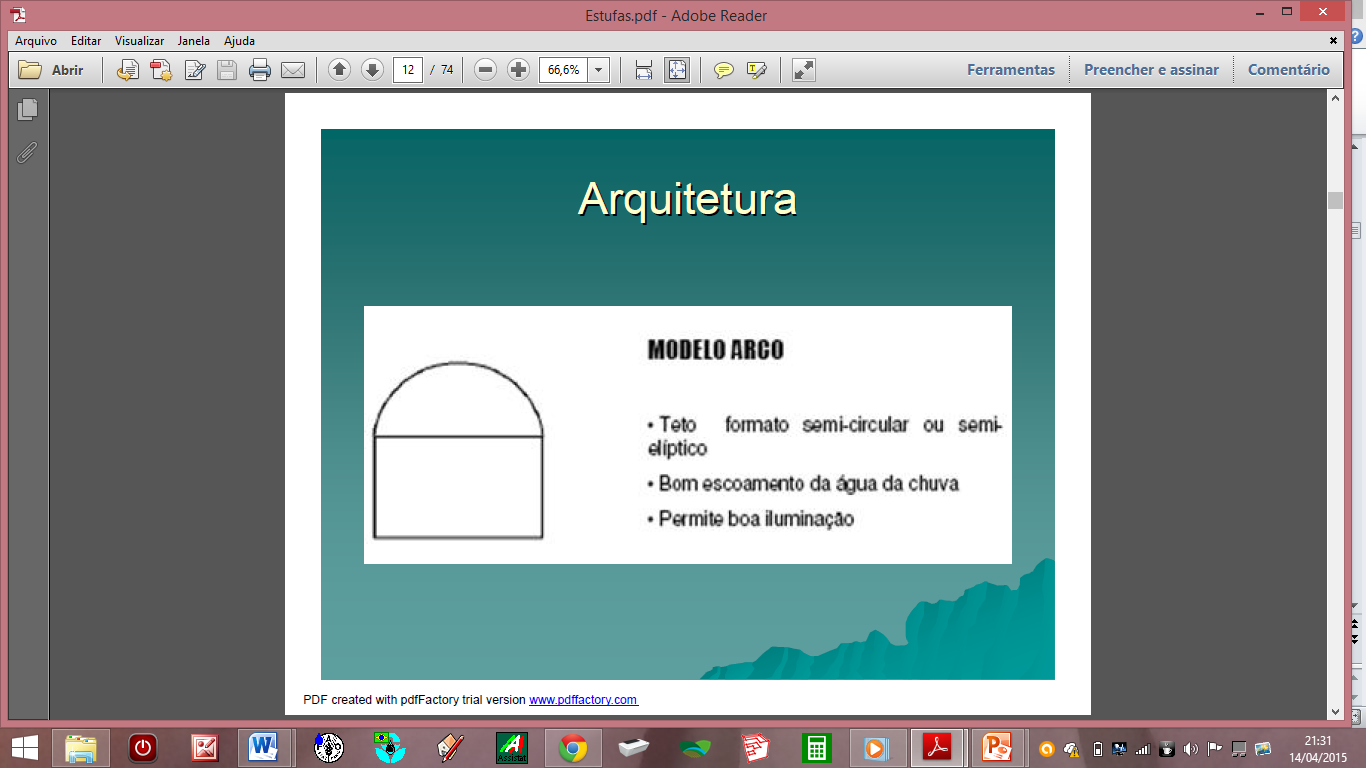 Estufas.pdf - Adobe Reader
Arquivo Editar Visualizar Janela Ajuda
Abrir 12 / 74 66,6% Ferramentas Preencher e assinar Comentário
Arquitetura
MODELO ARCO
• Teto formato semi-circular ou semi-
elíptico
• Bom escoamento da água da chuva
• Permite boa iluminação
PDF created with pdfFactory trial version www.pdffactory.com
Assistat
21:31
14/04/2015